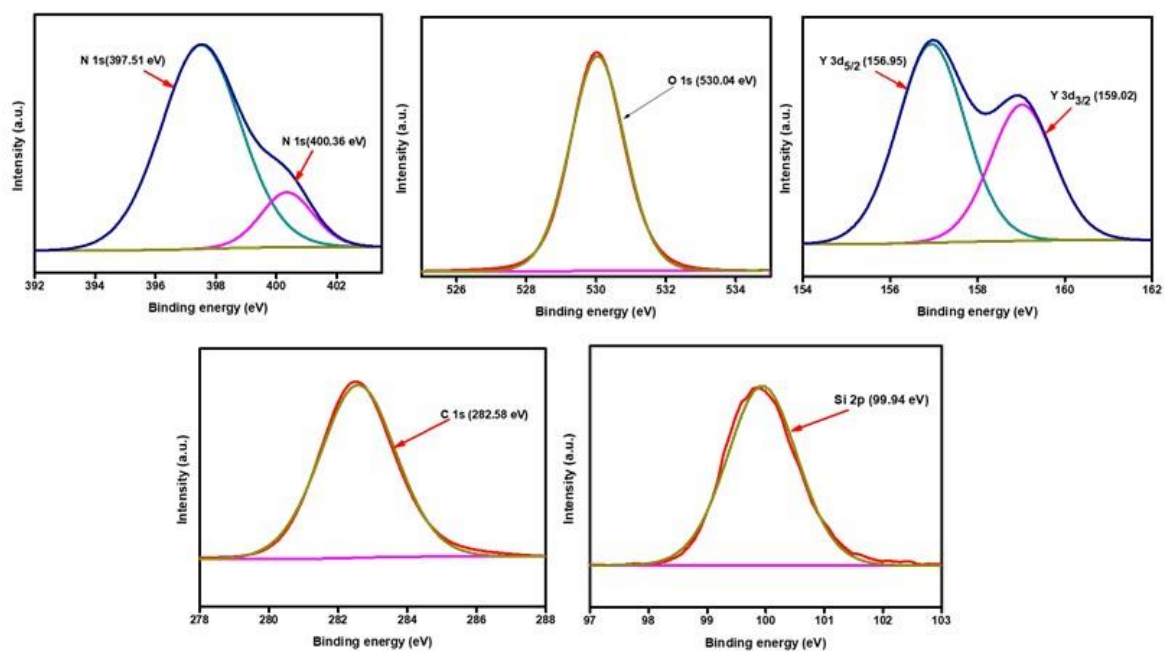 Intensity (a.u.)
N 1s(397.51 eV)
N 1s(400.36 eV)
392 394 396 398 400 402
Binding energy (eV)
Intensity (a.u.)
O 1s (530.04 eV)
526 528 530 532 534
Binding energy (eV)
Intensity (a.u.)
Y 3d5/2 (156.95)
Y 3d3/2 (159.02)
154 156 158 160 162
Binding energy (eV)
Intensity (a.u.)
C 1s (282.58 eV)
278 280 282 284 286 288
Binding energy (eV)
Intensity (a.u.)
Si 2p (99.94 eV)
97 98 99 100 101 102 103
Binding energy (eV)